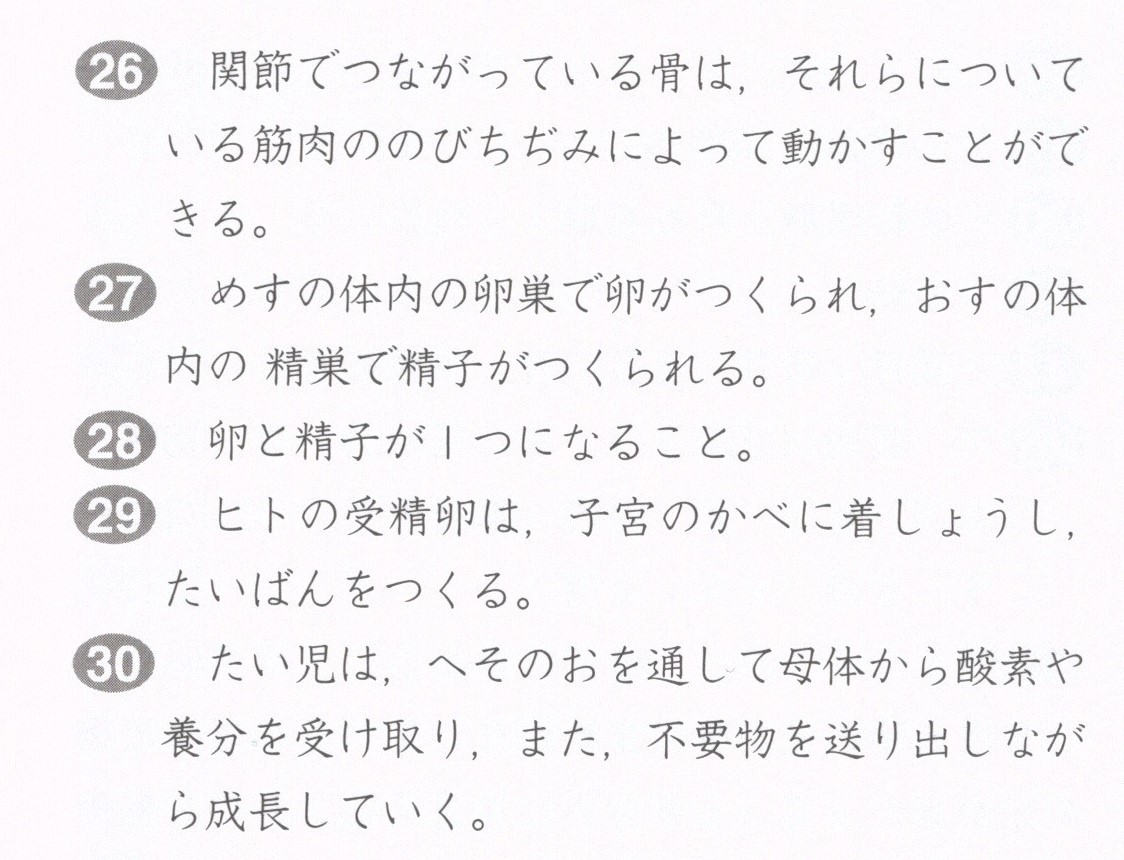 26 関節でつながっている骨は，それらについて
いる筋肉ののびちぢみによって動かすことがで
きる。
27 めすの体内の卵巣で卵がつくられ，おすの体
内の 精巣で精子がつくられる。
28 卵と精子が1つになること。
29 ヒトの受精卵は，子宮のかべに着しょうし，
たいばんをつくる。
30 たい児は，へそのおを通して母体から酸素や
養分を受け取り，また，不要物を送り出しなが
ら成長していく。